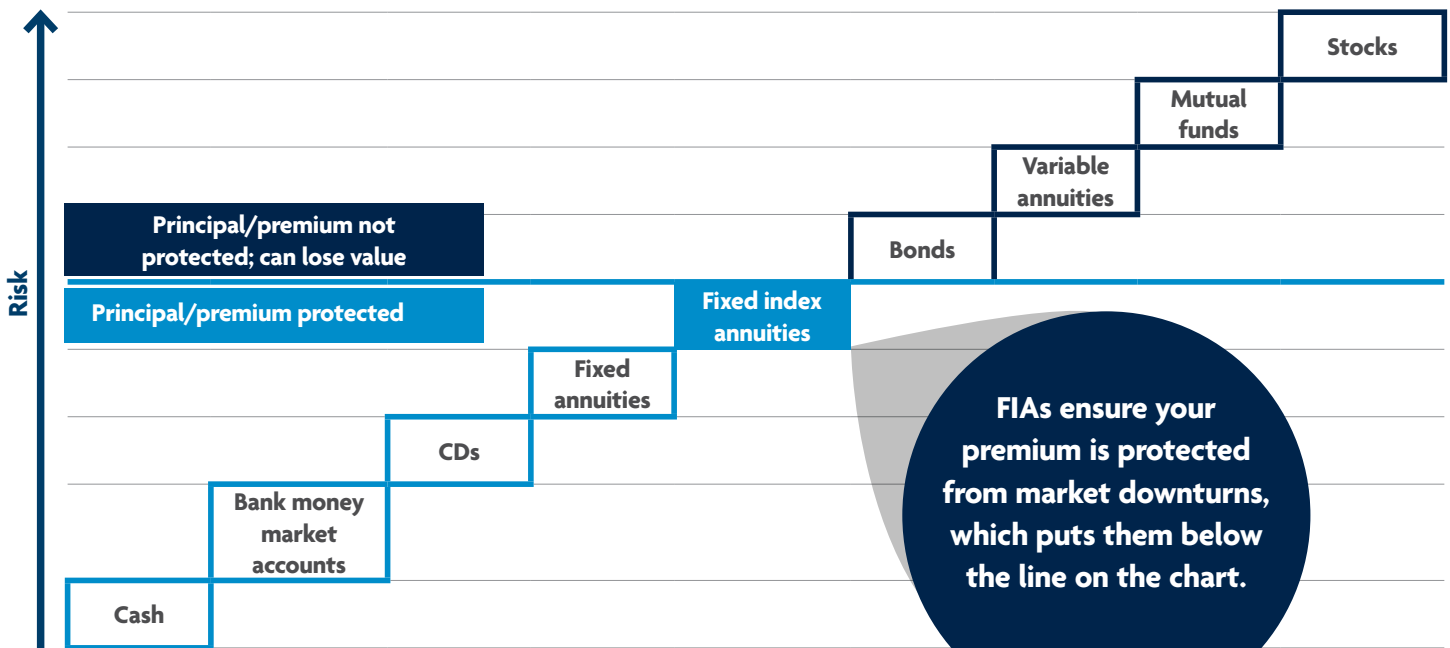 Stocks
Mutual
funds
Variable
annuities
Principal/premium not
protected; can lose value
Bonds
Risk
Principal/premium protected
Fixed index
annuities
Fixed
annuities
FIAs ensure your
premium is protected
from market downturns,
which puts them below
the line on the chart.
CDs
Bank money
market
accounts
Cash